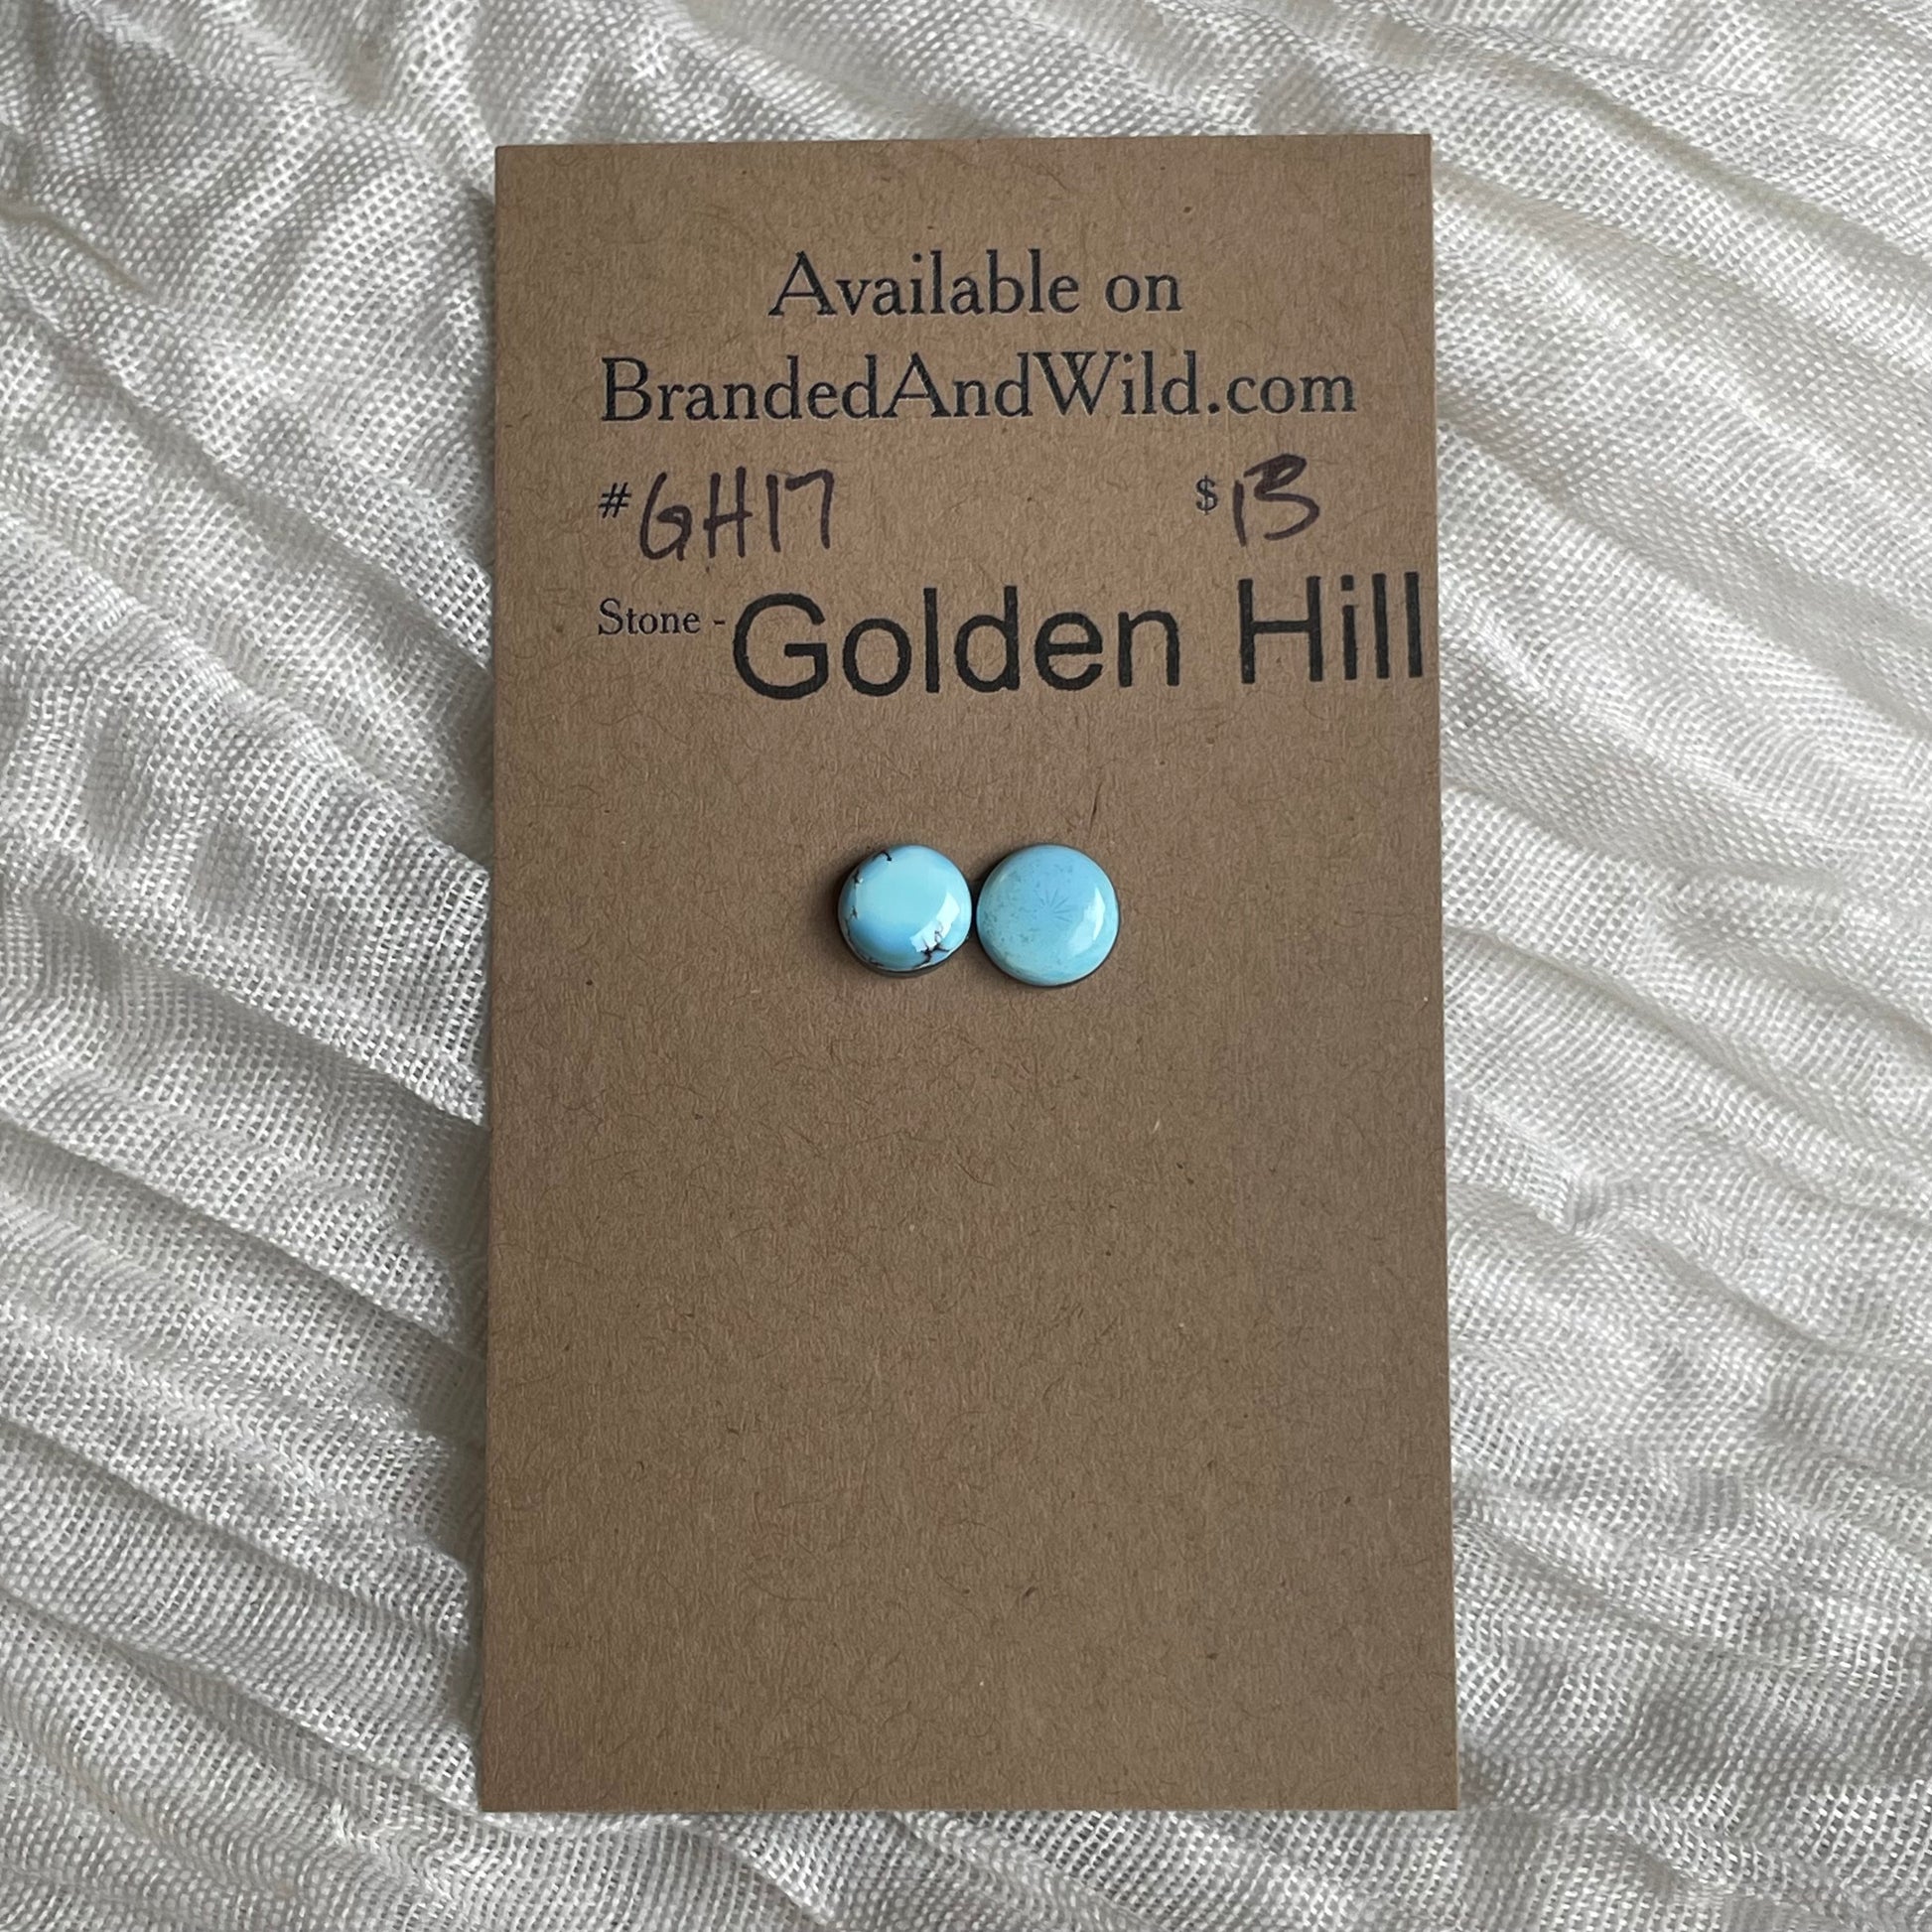 Available on
BrandedAndWild.com
#GH17 $13
Stone - Golden Hill